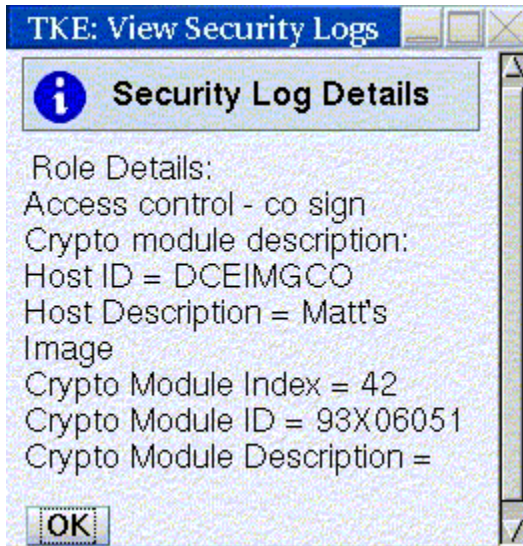 TKE: View Security Logs
Security Log Details
Role Details:
Access control - co sign
Crypto module description:
Host ID = DCEIMGCO
Host Description = Matt's
Image
Crypto Module Index = 42
Crypto Module ID = 93X06051
Crypto Module Description =
OK